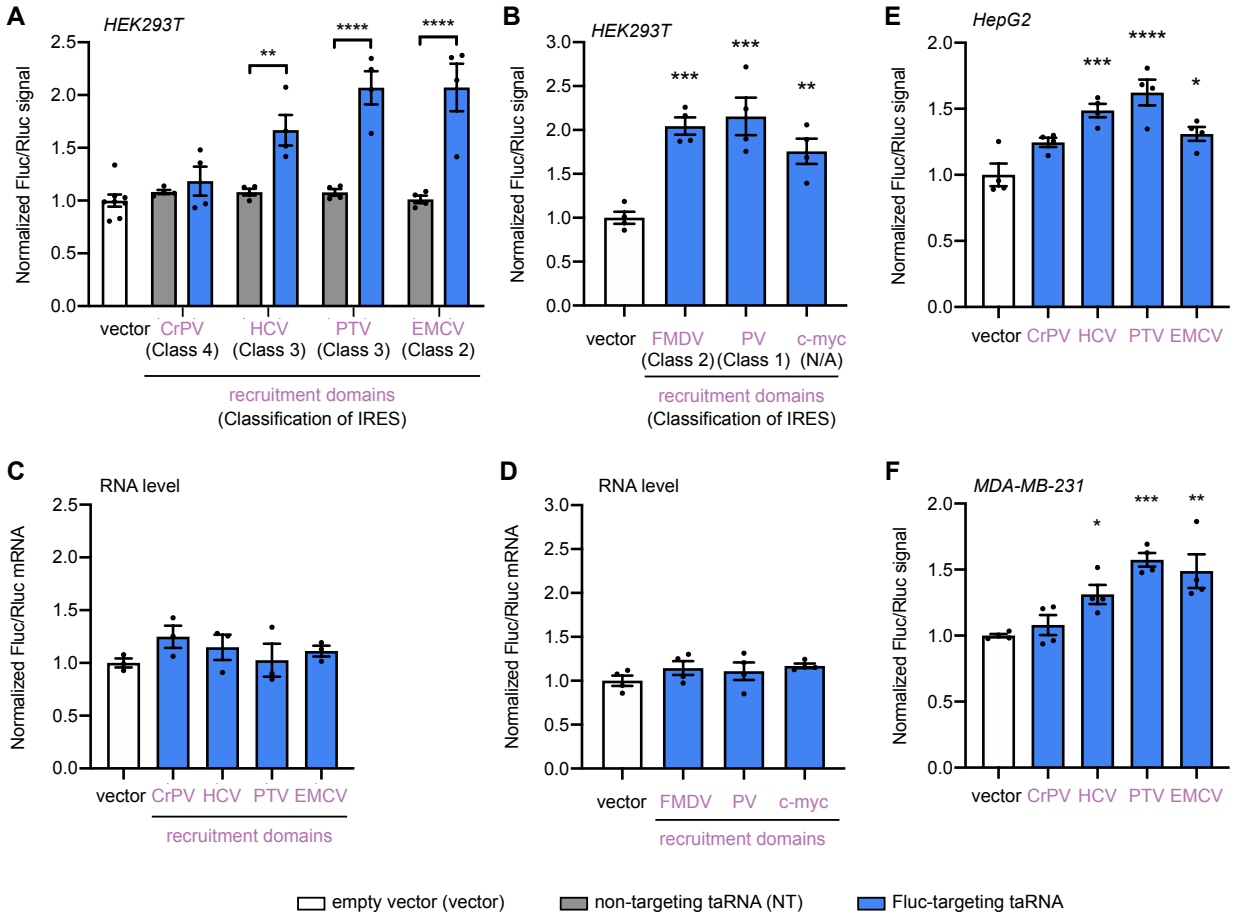 A
HEK293T
Normalized Fluc/Rluc signal
2.5
2.0
1.5
1.0
0.5
0.0
**
****
****
vector
CrPV
HCV
PTV
EMCV
(Class 4)
(Class 3)
(Class 3)
(Class 2)
recruitment domains
(Classification of IRES)
B
HEK293T
Normalized Fluc/Rluc signal
3.0
2.5
2.0
1.5
1.0
0.5
0.0
***
***
**
vector
FMDV
PV
c-myc
(Class 2)
(Class 1)
(N/A)
recruitment domains
(Classification of IRES)
E
HepG2
Normalized Fluc/Rluc signal
2.0
1.5
1.0
0.5
0.0
***
****
*
vector
CrPV
HCV
PTV
EMCV
C
RNA level
Normalized Fluc/Rluc mRNA
2.5
2.0
1.5
1.0
0.5
0.0
vector
CrPV
HCV
PTV
EMCV
recruitment domains
D
RNA level
Normalized Fluc/Rluc mRNA
3.0
2.5
2.0
1.5
1.0
0.5
0.0
vector
FMDV
PV
c-myc
recruitment domains
F
MDA-MB-231
Normalized Fluc/Rluc signal
2.0
1.5
1.0
0.5
0.0
*
***
**
vector
CrPV
HCV
PTV
EMCV
empty vector (vector)
non-targeting taRNA (NT)
Fluc-targeting taRNA